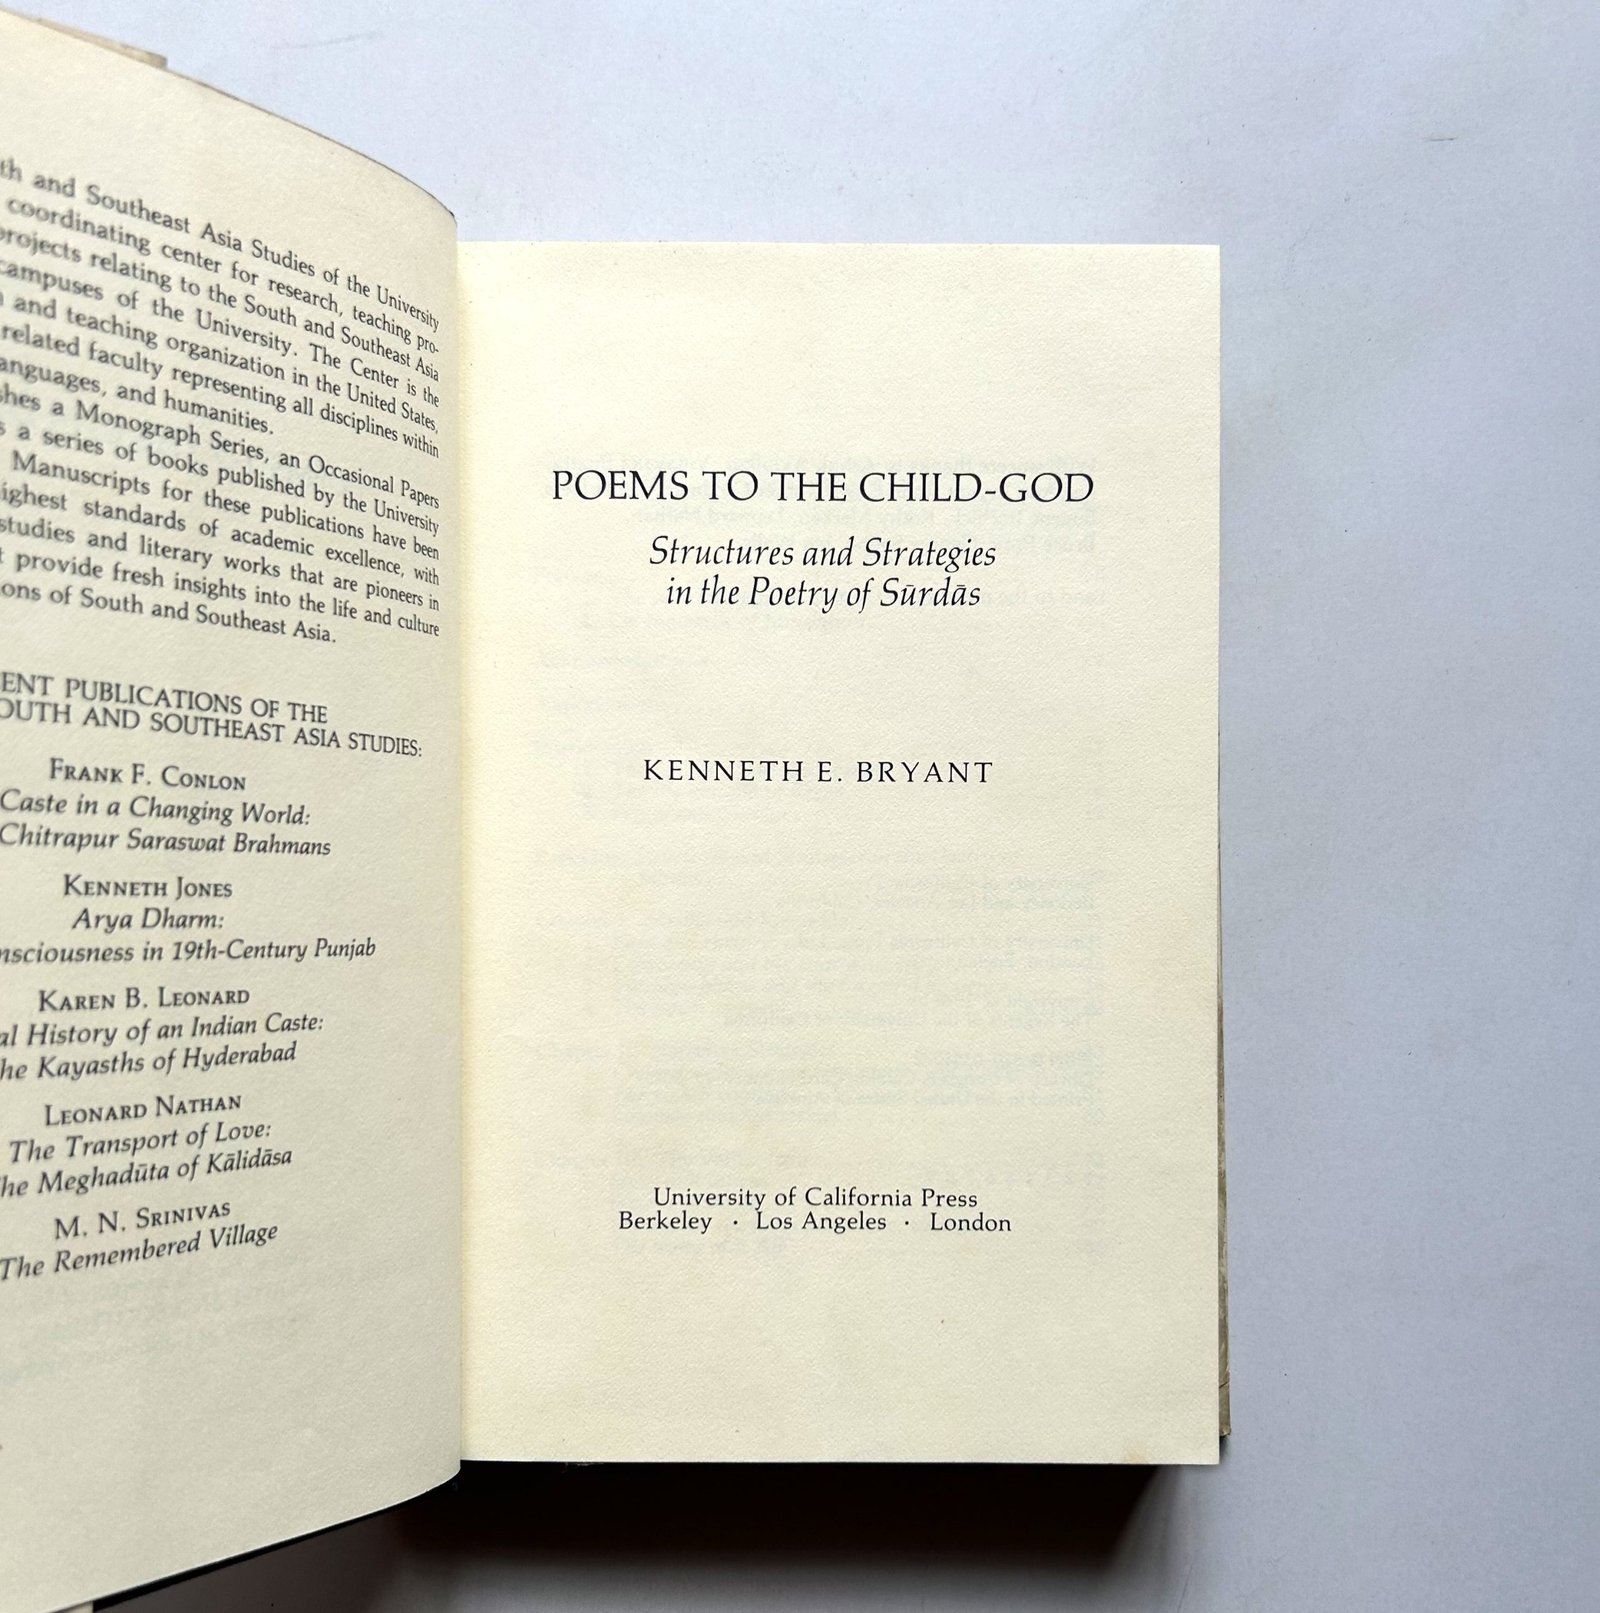 th and Southeast Asia Studies of the University
coordinating center for research, teaching pro-
projects relating to the South and Southeast Asia
campuses of the University. The Center is the
and teaching organization in the United States,
related faculty representing all disciplines within
anguages, and humanities.
shes a Monograph Series, an Occasional Papers
s a series of books published by the University
Manuscripts for these publications have been
ighest standards of academic excellence, with
studies and literary works that are pioneers in
t provide fresh insights into the life and culture
ons of South and Southeast Asia.
ENT PUBLICATIONS OF THE
OUTH AND SOUTHEAST ASIA STUDIES:
FRANK F. CONLON
Caste in a Changing World:
Chitrapur Saraswat Brahmans
KENNETH JONES
Arya Dharm:
nsciousness in 19th-Century Punjab
KAREN B. LEONARD
al History of an Indian Caste:
he Kayasths of Hyderabad
LEONARD NATHAN
The Transport of Love:
he Meghadūta of Kālidāsa
M. N. SRINIVAS
The Remembered Village
POEMS TO THE CHILD-GOD
Structures and Strategies
in the Poetry of Sūrdās
KENNETH E. BRYANT
University of California Press
Berkeley · Los Angeles · London